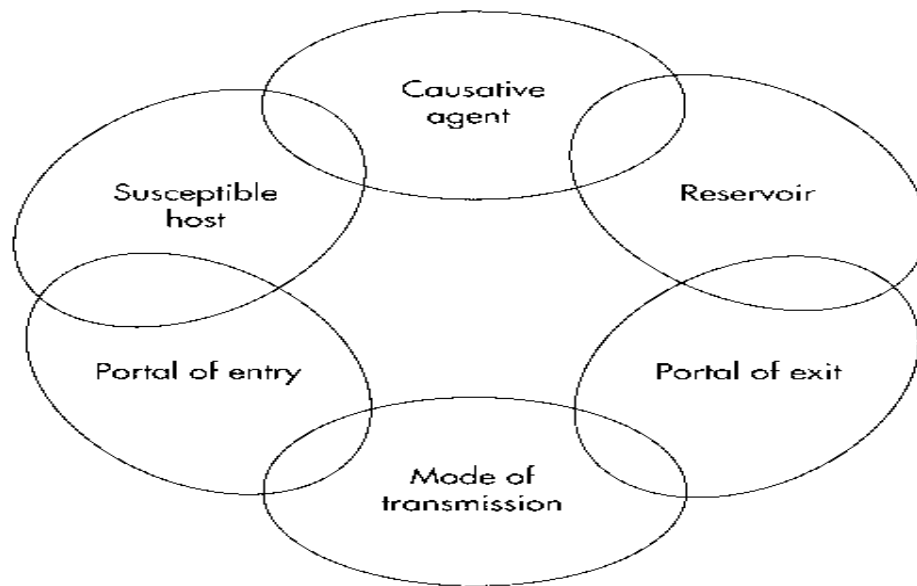 Causative
agent
Susceptible
host
Reservoir
Portal of entry
Portal of exit
Mode of
transmission